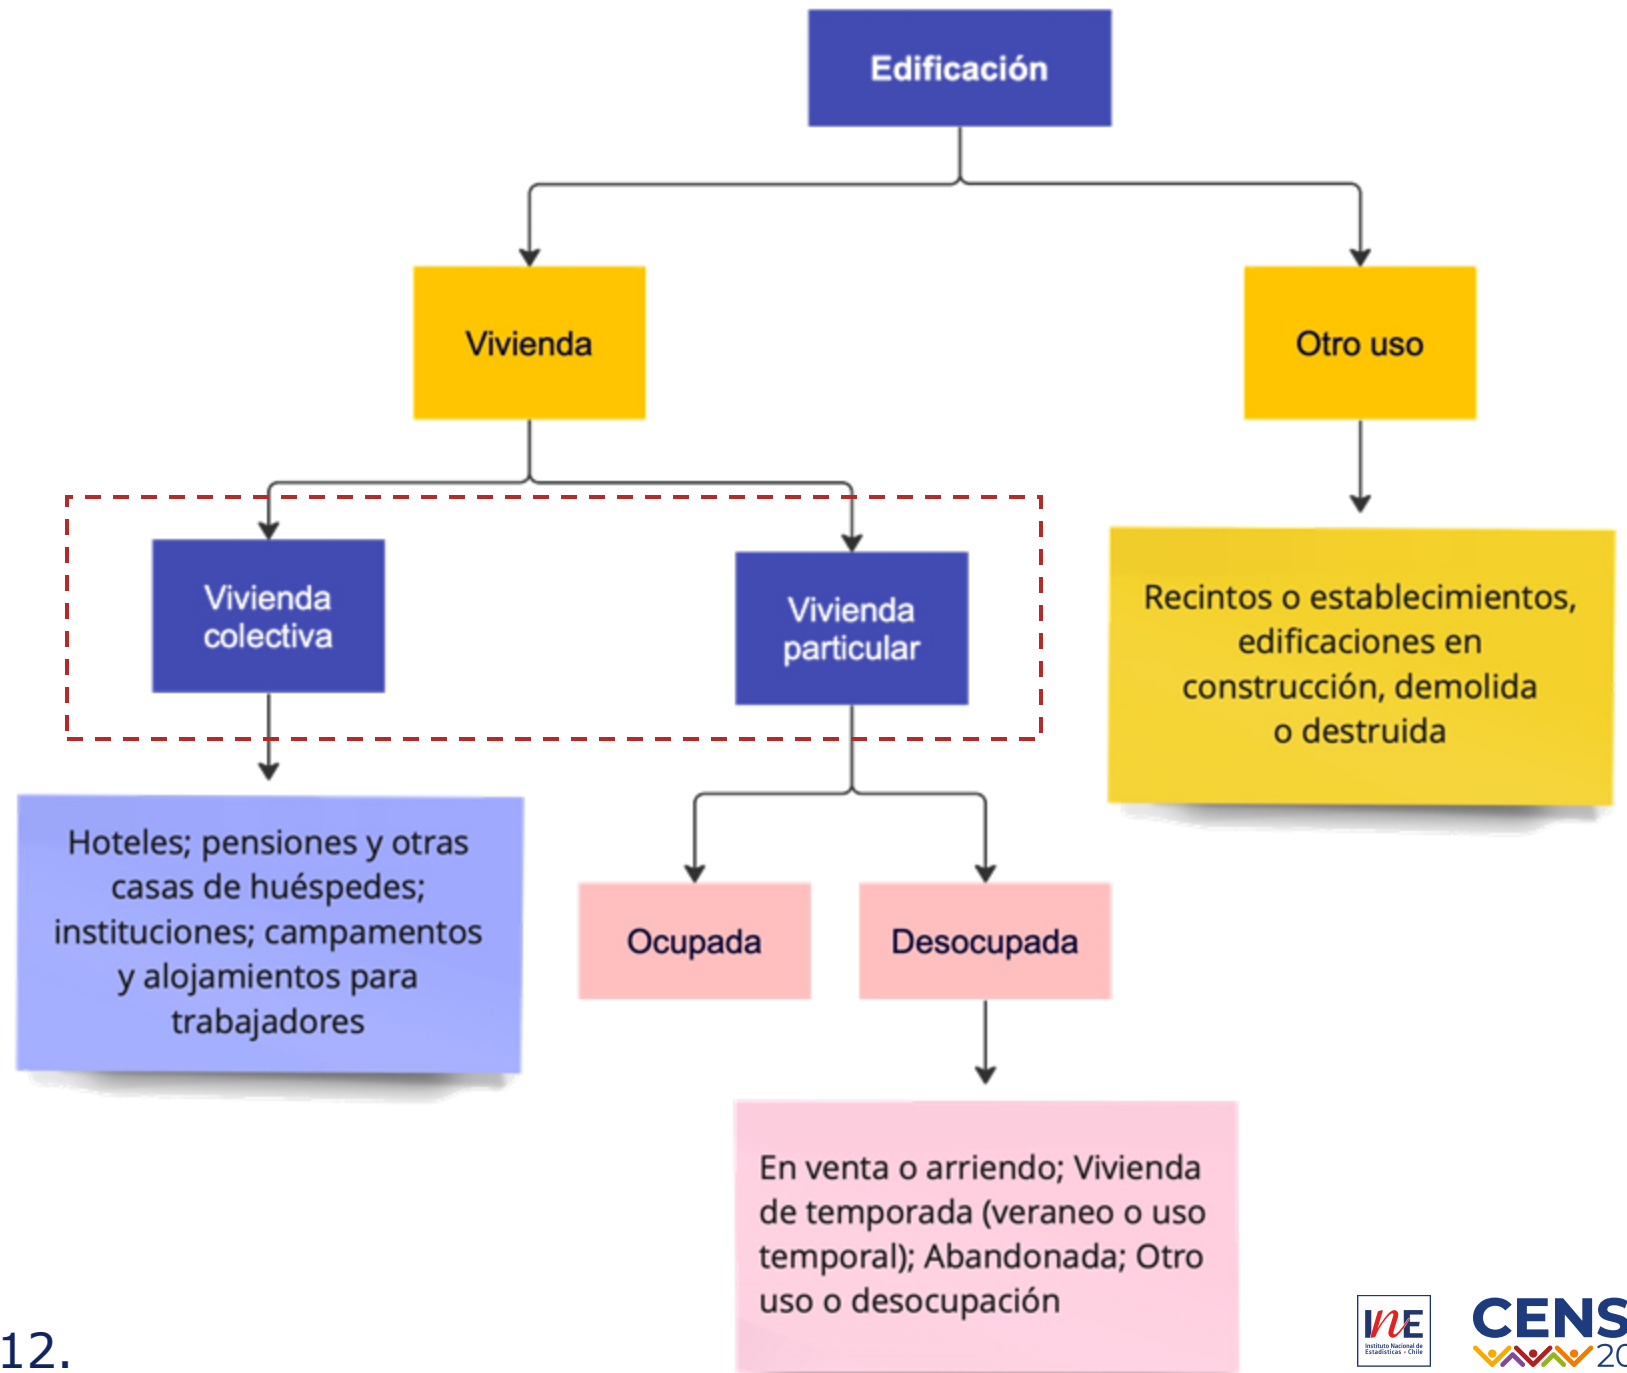 Edificación
Vivienda
Otro uso
Vivienda
colectiva
Vivienda
particular
Recintos o establecimientos,
edificaciones en
construcción, demolida
o destruida
Hoteles; pensiones y otras
casas de huéspedes;
instituciones; campamentos
y alojamientos para
trabajadores
Ocupada
Desocupada
En venta o arriendo; Vivienda
de temporada (veraneo o uso
temporal); Abandonada; Otro
uso o desocupación
12.
INE
Instituto Nacional de
Estadísticas - Chile
CENS
20